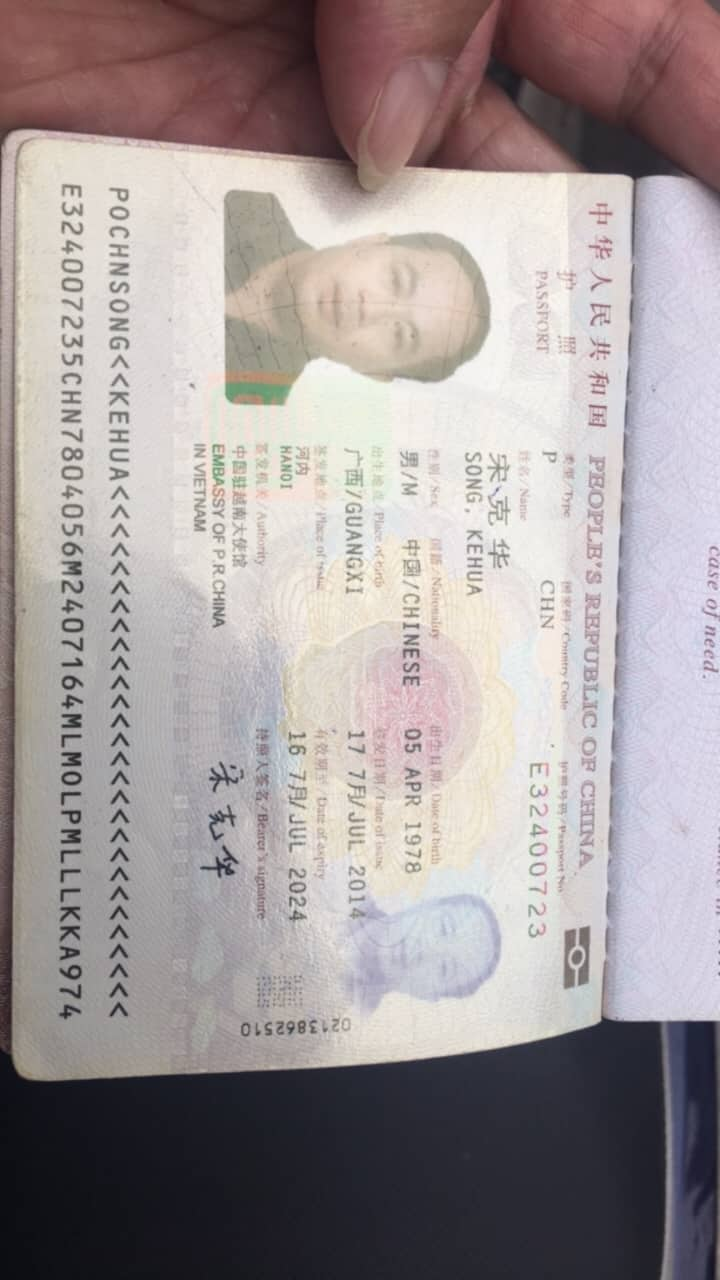 case of need.
中华人民共和国 PEOPLE'S REPUBLIC OF CHINA
护 照
PASSPORT
类型/Type
P
国家码/Country Code
CHN
护照号码/Passport No.
E32400723
姓名/Name
宋克华
SONG, KEHUA
性别/Sex
男/M
国籍/Nationality
中国/CHINESE
出生日期/Date of birth
05 APR 1978
出生地点/Place of birth
广西/GUANGXI
签发日期/Date of issue
17 7月/JUL 2014
签发地点/Place of issue
河内
HANOI
有效期至/Date of expiry
16 7月/JUL 2024
签发机关/Authority
中国驻越南大使馆
EMBASSY OF P.R.CHINA
IN VIETNAM
持照人签名/Bearer's signature
宋克华
0213862510
POCHNSONG<<KEHUA<<<<<<<<<<<<<<<<<<<<<<<<<<<<
E324007235CHN7804056M2407164MLMOLPMLLLKKA974